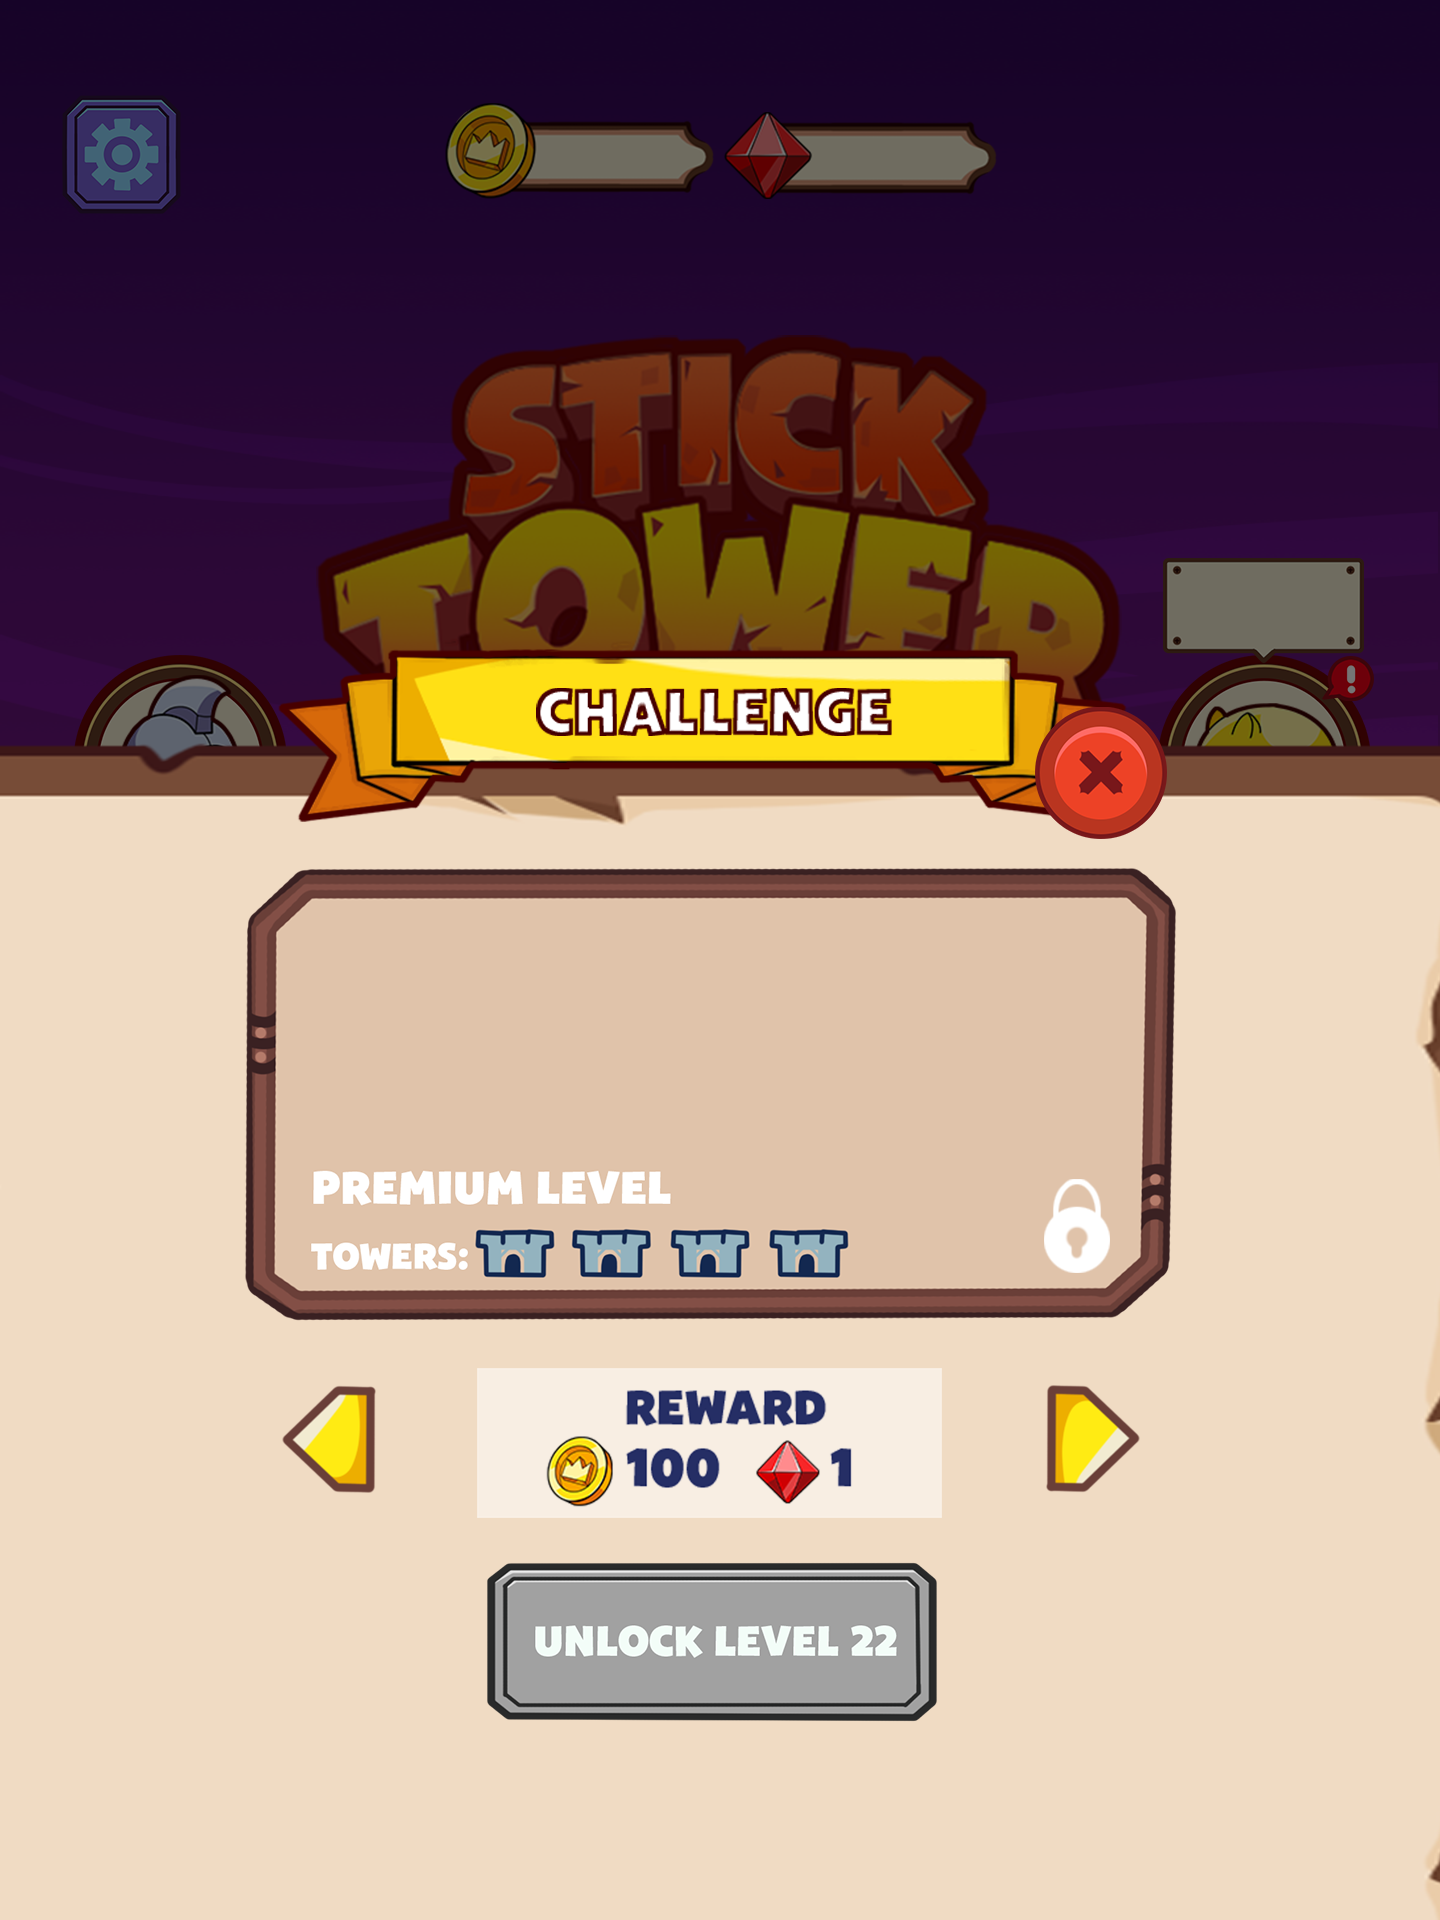 STICK
TOWER
CHALLENGE
PREMIUM LEVEL
TOWERS:
REWARD
100 1
UNLOCK LEVEL 22